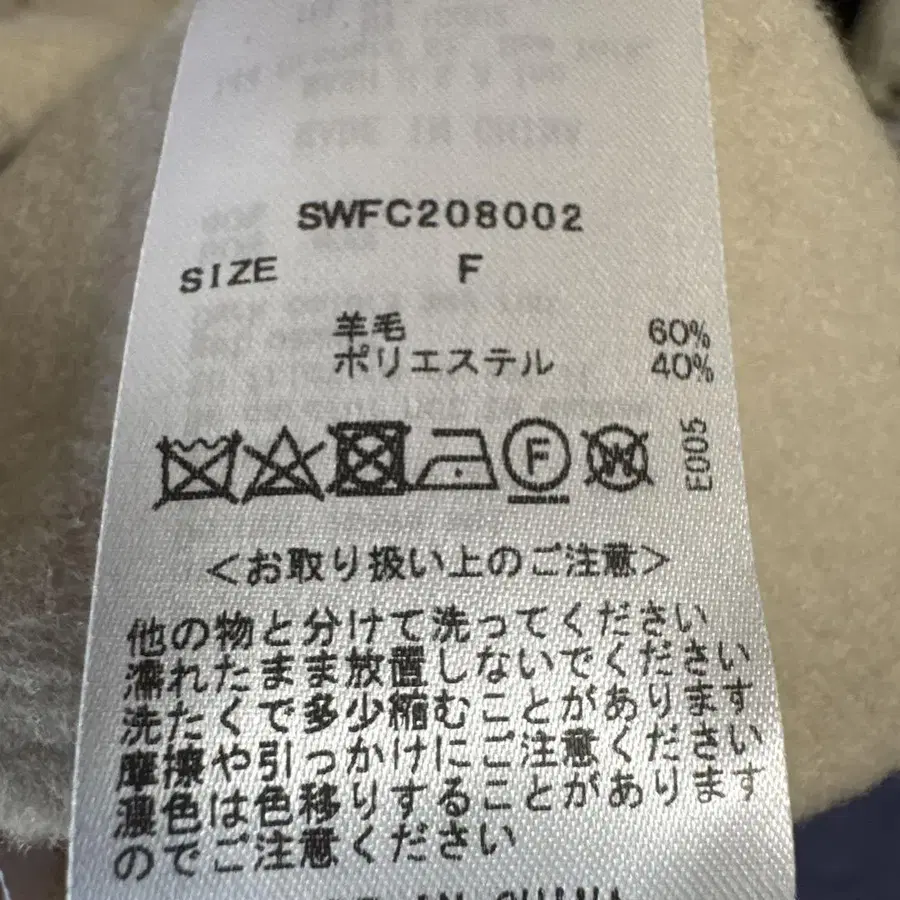 SWFC208002
SIZE F
羊毛 60%
ポリエステル 40%
F W E005
<お取り扱い上のご注意>
他の物と分けて洗ってください
濡れたまま放置しないでください
洗たくで多少縮むことがあります
摩擦や引っかけにご注意ください
濃色は色移りすることがあります
のでご注意ください